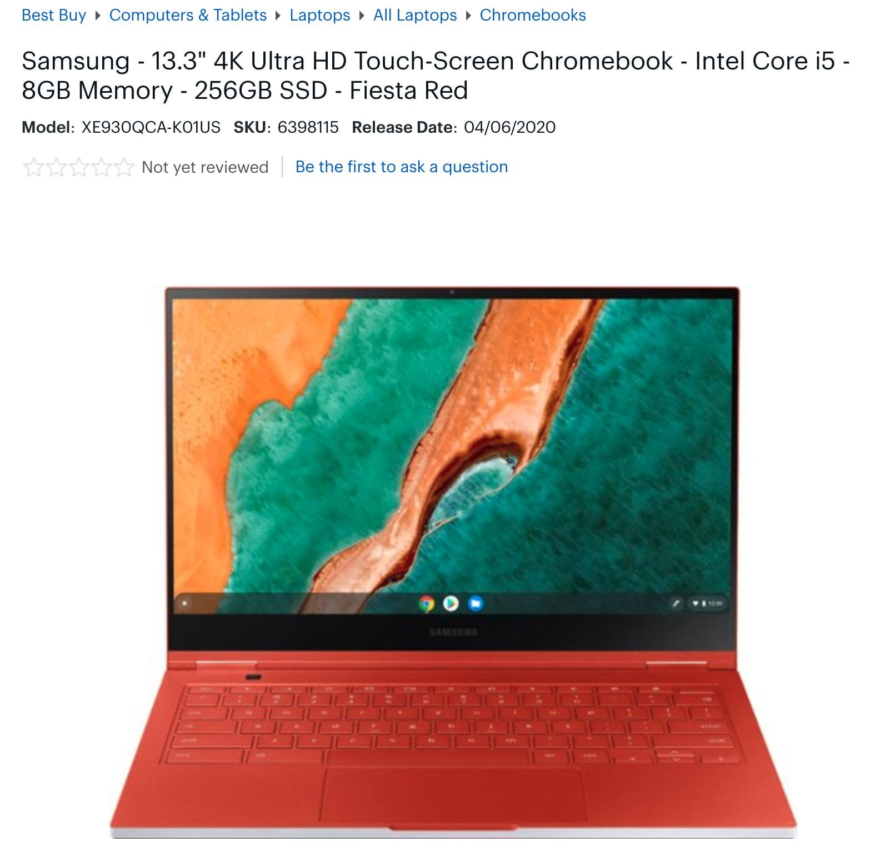 Best Buy ▸ Computers & Tablets ▸ Laptops ▸ All Laptops ▸ Chromebooks
Samsung - 13.3" 4K Ultra HD Touch-Screen Chromebook - Intel Core i5 -
8GB Memory - 256GB SSD - Fiesta Red
Model: XE930QCA-K01US SKU: 6398115 Release Date: 04/06/2020
Not yet reviewed Be the first to ask a question
SAMSUNG